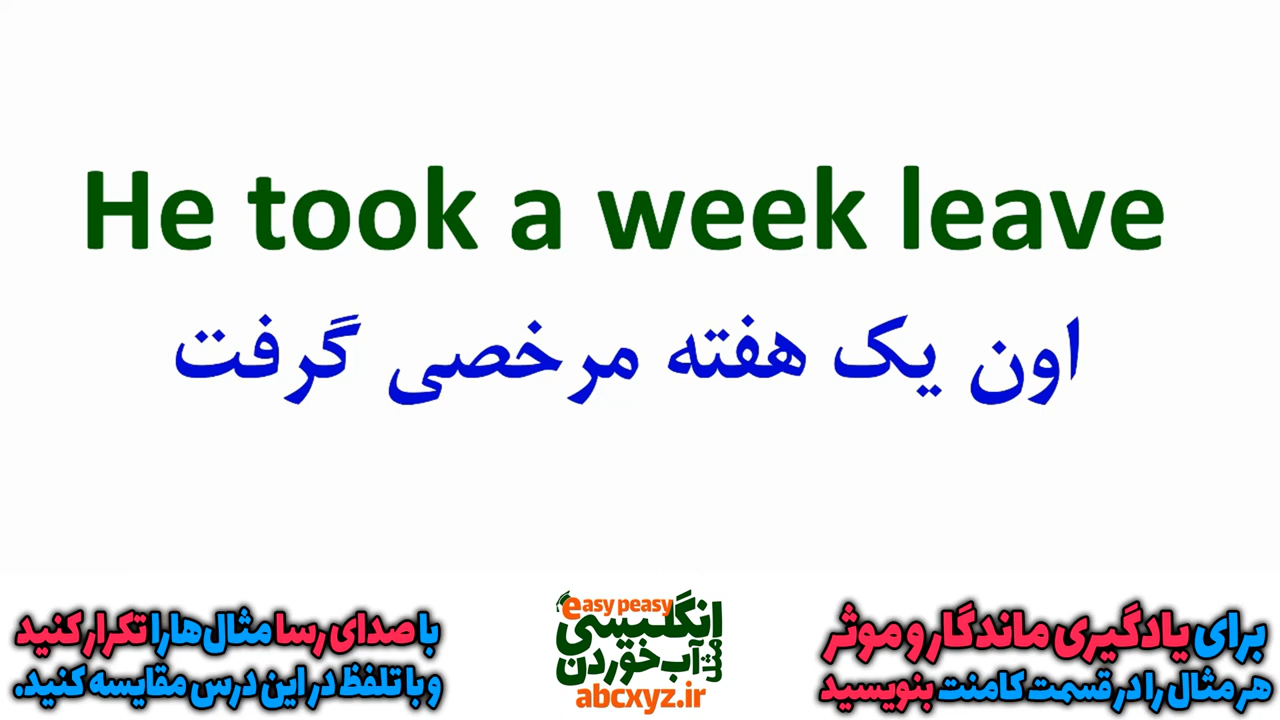 He took a week leave
اون یک هفته مرخصی گرفت
برای یادگیری ماندگار و موثر
هر مثال را در قسمت کامنت بنویسید
easy peasy
انگلیسی
مثل آب خوردن
abcxyz.ir
با صدای رسا مثال‌ها را تکرار کنید
و با تلفظ در این درس مقایسه کنید.